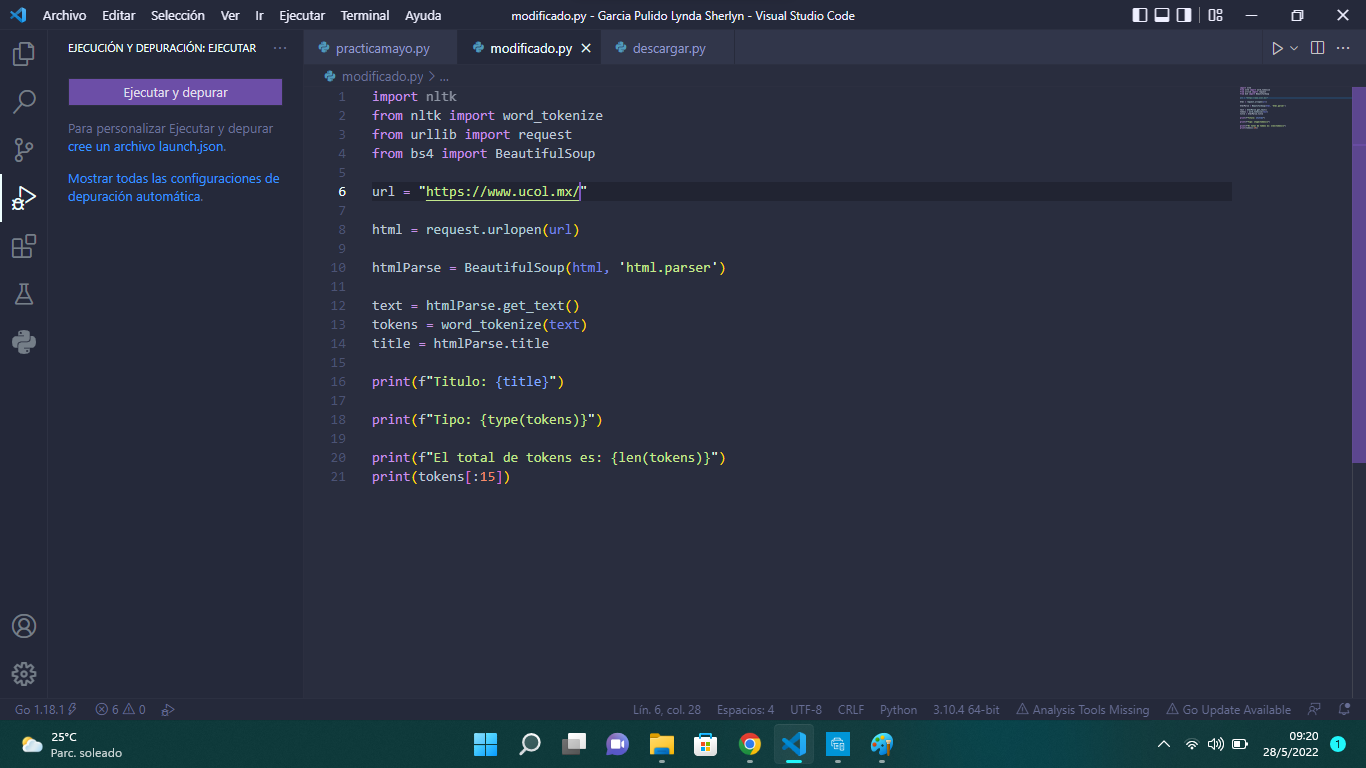 Archivo Editar Selección Ver Ir Ejecutar Terminal Ayuda modificado.py - Garcia Pulido Lynda Sherlyn - Visual Studio Code
EJECUCIÓN Y DEPURACIÓN: EJECUTAR ···
practicamayo.py modificado.py descargar.py
Ejecutar y depurar
Para personalizar Ejecutar y depurar
cree un archivo launch.json.
Mostrar todas las configuraciones de
depuración automática.
modificado.py > ...
1 import nltk
2 from nltk import word_tokenize
3 from urllib import request
4 from bs4 import BeautifulSoup
5
6 url = "https://www.ucol.mx/"
7
8 html = request.urlopen(url)
9
10 htmlParse = BeautifulSoup(html, 'html.parser')
11
12 text = htmlParse.get_text()
13 tokens = word_tokenize(text)
14 title = htmlParse.title
15
16 print(f"Titulo: {title}")
17
18 print(f"Tipo: {type(tokens)}")
19
20 print(f"El total de tokens es: {len(tokens)}")
21 print(tokens[:15])
Go 1.18.1 6 0 Lín. 6, col. 28 Espacios: 4 UTF-8 CRLF Python 3.10.4 64-bit Analysis Tools Missing Go Update Available
25°C
Parc. soleado
09:20
28/5/2022
1